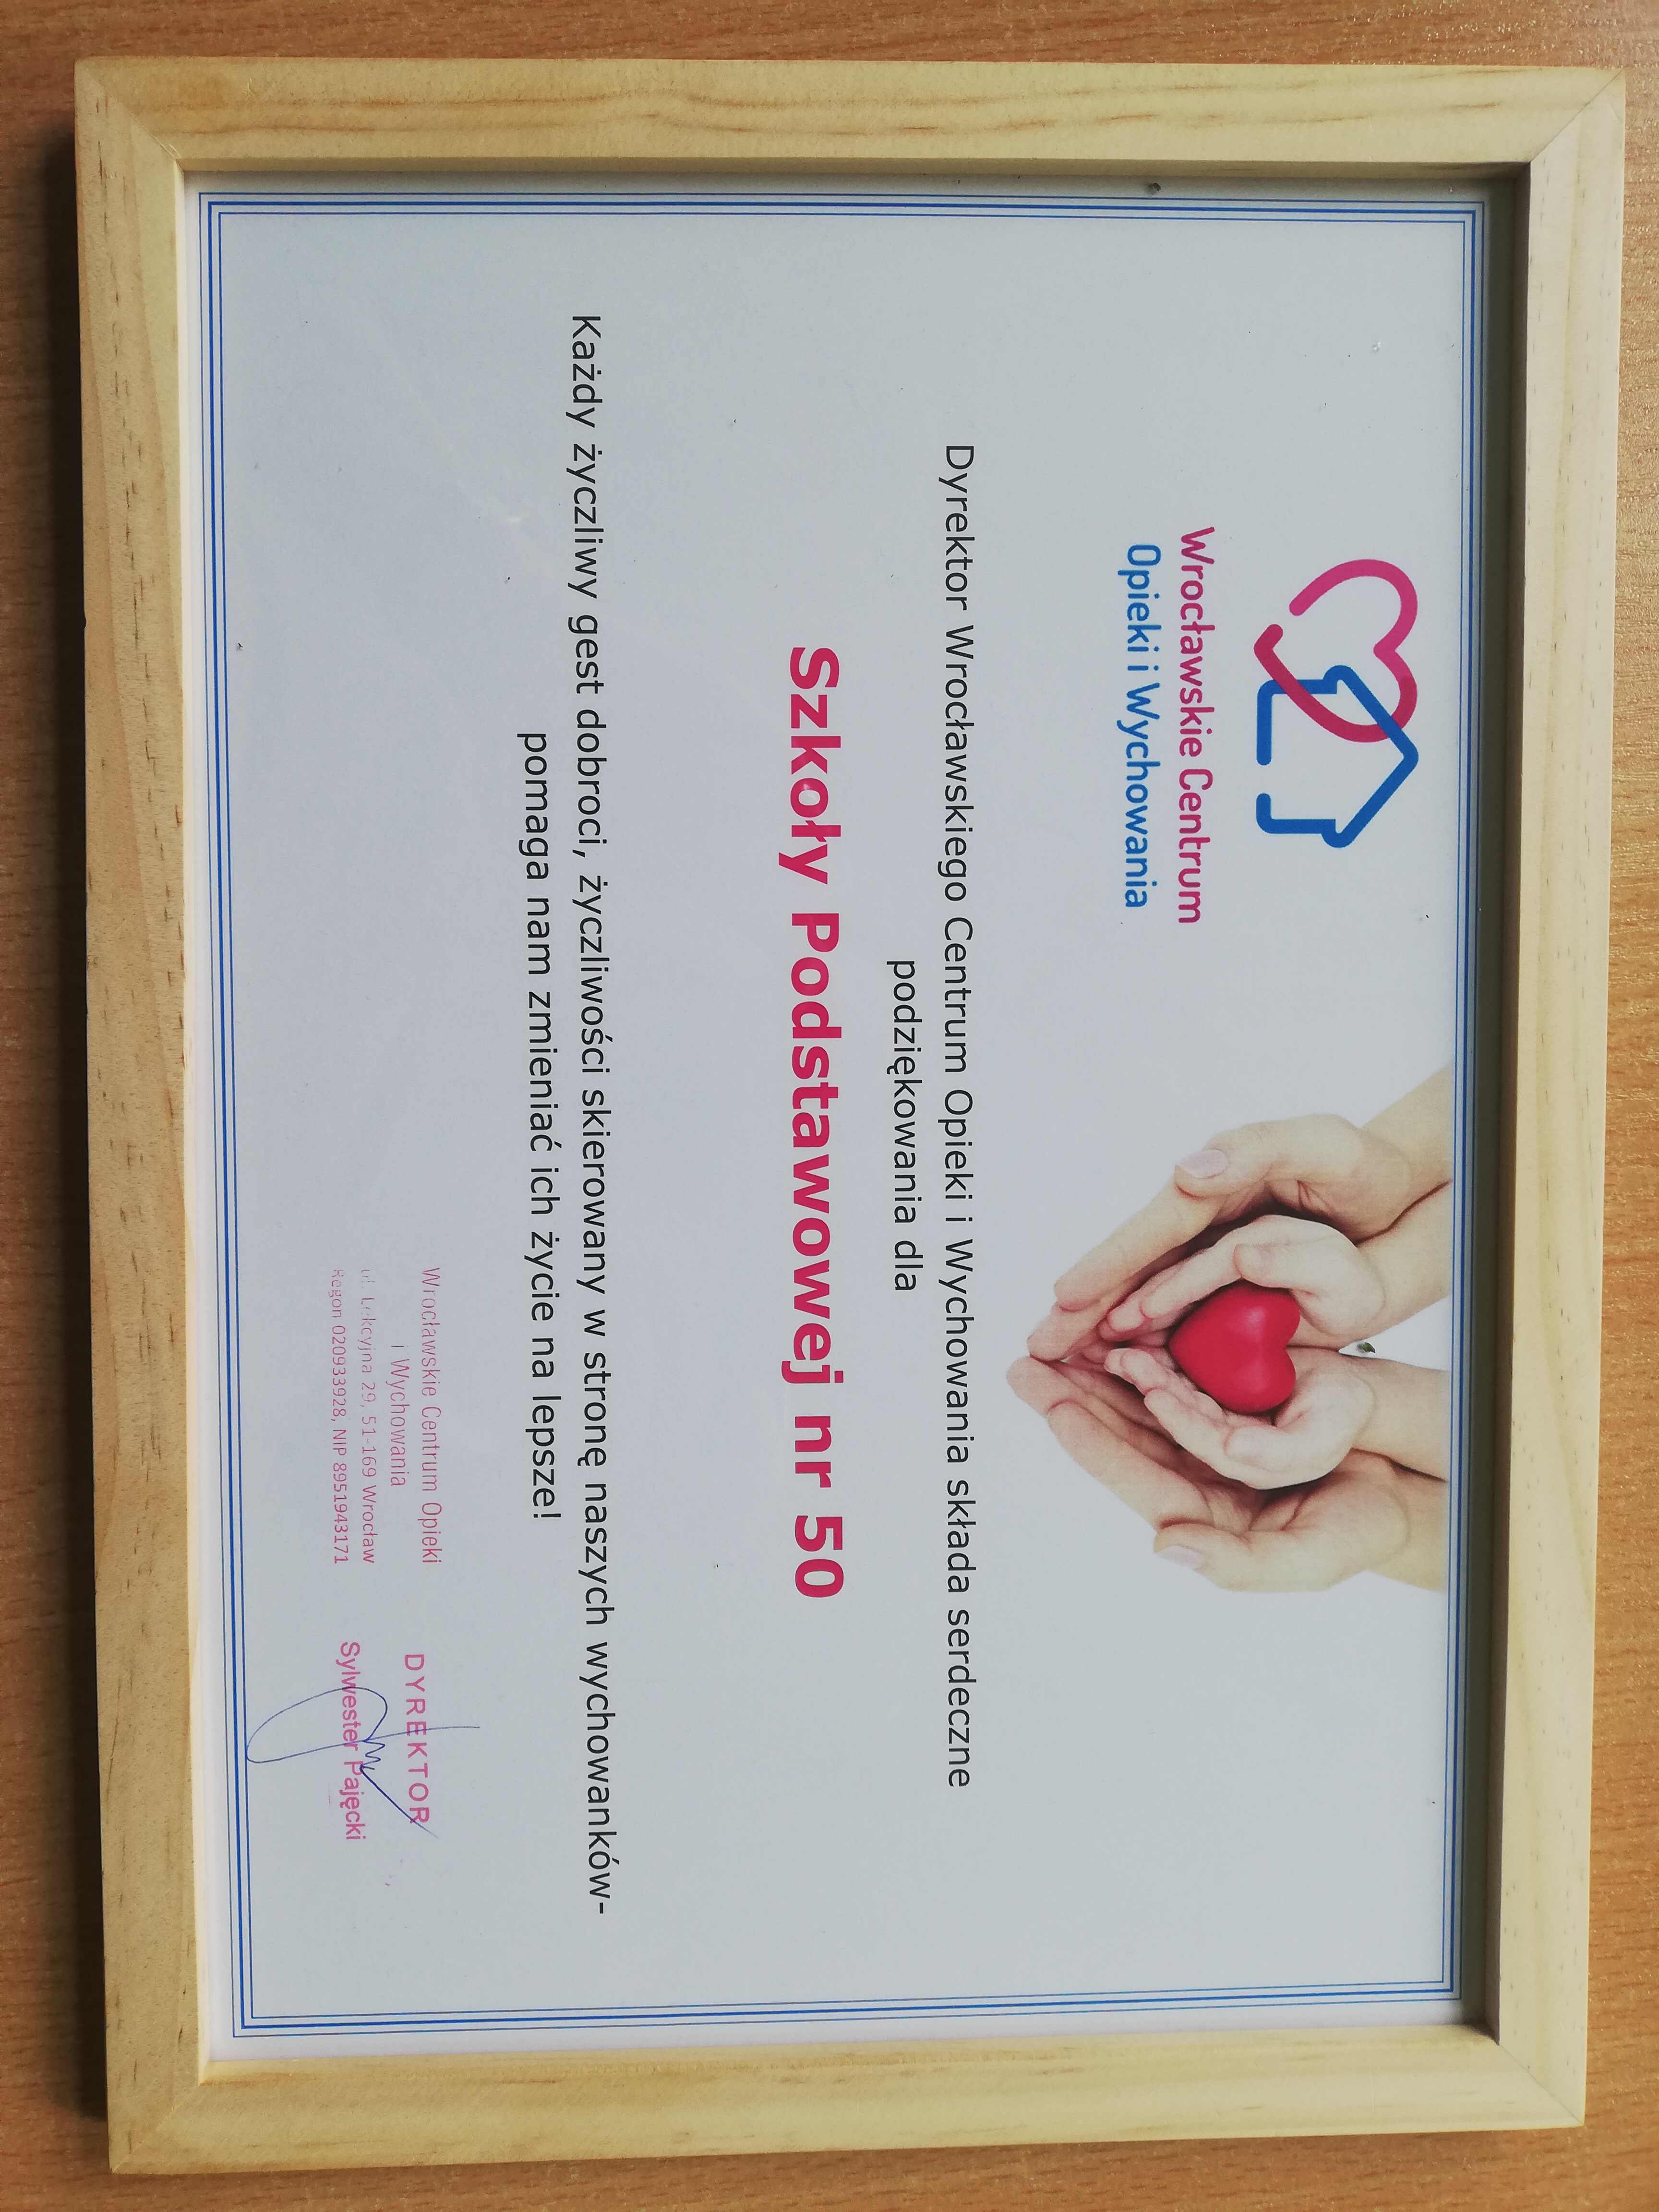 Wrocławskie Centrum
Opieki i Wychowania
Dyrektor Wrocławskiego Centrum Opieki i Wychowania składa serdeczne
podziękowania dla
Szkoły Podstawowej nr 50
Każdy życzliwy gest dobroci, życzliwości skierowany w stronę naszych wychowanków-
pomaga nam zmieniać ich życie na lepsze!
Wrocławskie Centrum Opieki
i Wychowania
ul. Lekcyjna 29, 51-169 Wrocław
Regon 020933928, NIP 8951943171
DYREKTOR
Sylwester Pajęcki